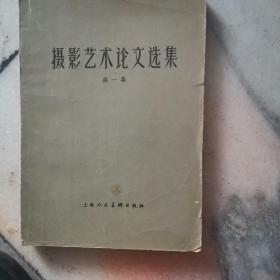 摄影艺术论文选集
第一集
上海人民美术出版社